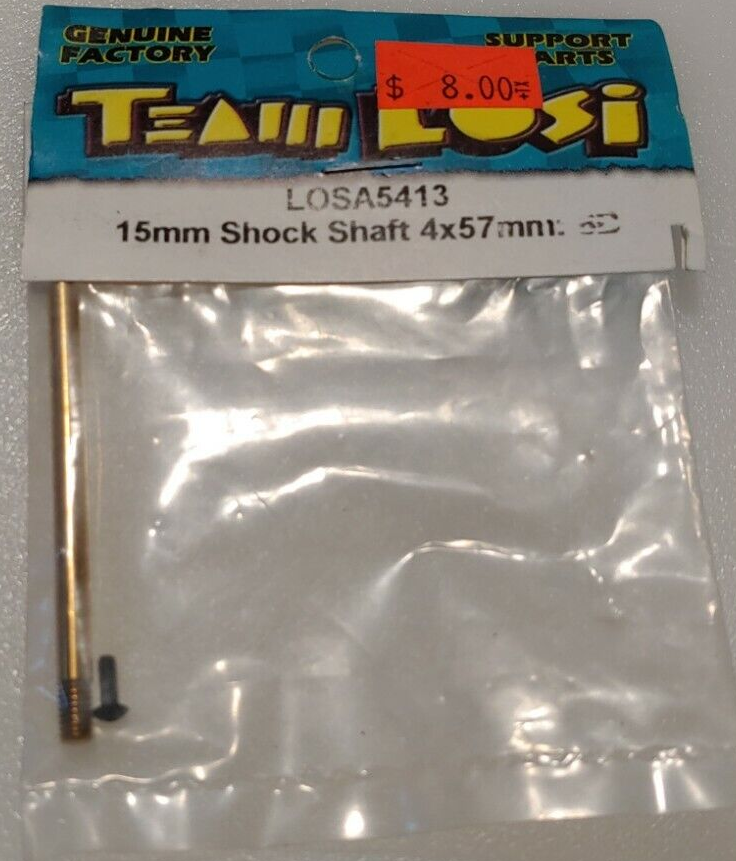 GENUINE
FACTORY
SUPPORT
PARTS
$ 8.00
TEAM LOSI
LOSA5413
15mm Shock Shaft 4x57mm: